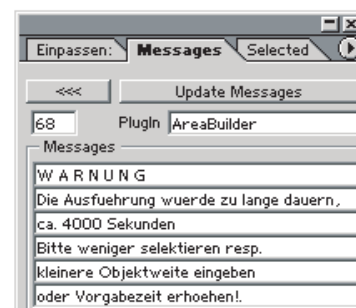 Einpassen: Messages Selected
<<< Update Messages
68 PlugIn AreaBuilder
Messages
W A R N U N G
Die Ausfuehrung wuerde zu lange dauern,
ca. 4000 Sekunden
Bitte weniger selektieren resp.
kleinere Objektweite eingeben
oder Vorgabezeit erhoehen!.